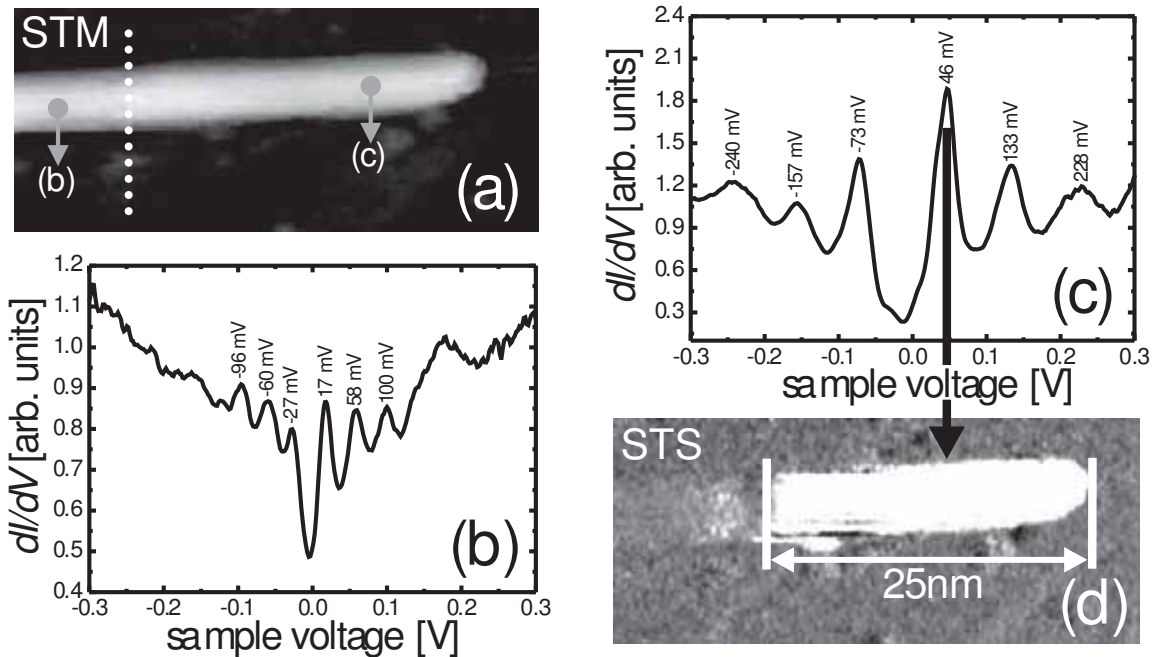 STM
(b)
(c)
(a)
1.2
1.1
1.0
0.9
0.8
0.7
0.6
0.5
0.4
dI/dV [arb. units]
-96 mV
-60 mV
-27 mV
17 mV
58 mV
100 mV
(b)
-0.3
-0.2
-0.1
0.0
0.1
0.2
0.3
sample voltage [V]
2.4
2.1
1.8
1.5
1.2
0.9
0.6
0.3
dI/dV [arb. units]
-240 mV
-157 mV
-73 mV
46 mV
133 mV
228 mV
(c)
-0.3
-0.2
-0.1
0.0
0.1
0.2
0.3
sample voltage [V]
STS
25nm
(d)